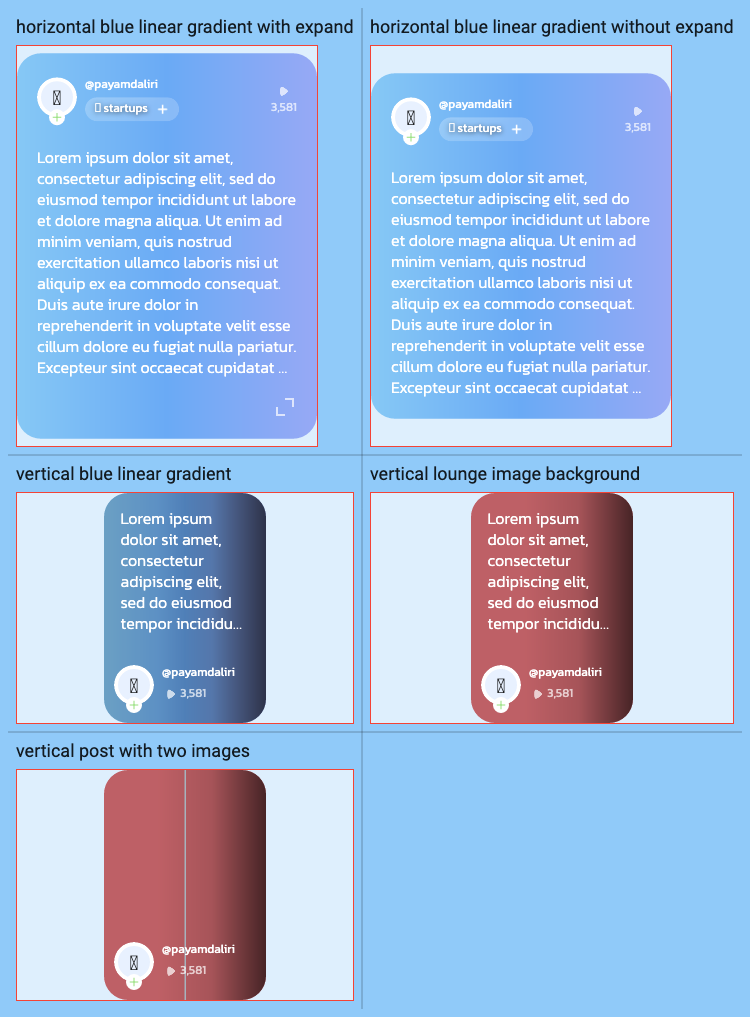 horizontal blue linear gradient with expand
@payamdaliri
startups +
3,581
Lorem ipsum dolor sit amet,
consectetur adipiscing elit, sed do
eiusmod tempor incididunt ut labore
et dolore magna aliqua. Ut enim ad
minim veniam, quis nostrud
exercitation ullamco laboris nisi ut
aliquip ex ea commodo consequat.
Duis aute irure dolor in
reprehenderit in voluptate velit esse
cillum dolore eu fugiat nulla pariatur.
Excepteur sint occaecat cupidatat ...
horizontal blue linear gradient without expand
@payamdaliri
startups +
3,581
Lorem ipsum dolor sit amet,
consectetur adipiscing elit, sed do
eiusmod tempor incididunt ut labore
et dolore magna aliqua. Ut enim ad
minim veniam, quis nostrud
exercitation ullamco laboris nisi ut
aliquip ex ea commodo consequat.
Duis aute irure dolor in
reprehenderit in voluptate velit esse
cillum dolore eu fugiat nulla pariatur.
Excepteur sint occaecat cupidatat ...
vertical blue linear gradient
Lorem ipsum
dolor sit amet,
consectetur
adipiscing elit,
sed do eiusmod
tempor incididu...
@payamdaliri
3,581
vertical lounge image background
Lorem ipsum
dolor sit amet,
consectetur
adipiscing elit,
sed do eiusmod
tempor incididu...
@payamdaliri
3,581
vertical post with two images
@payamdaliri
3,581